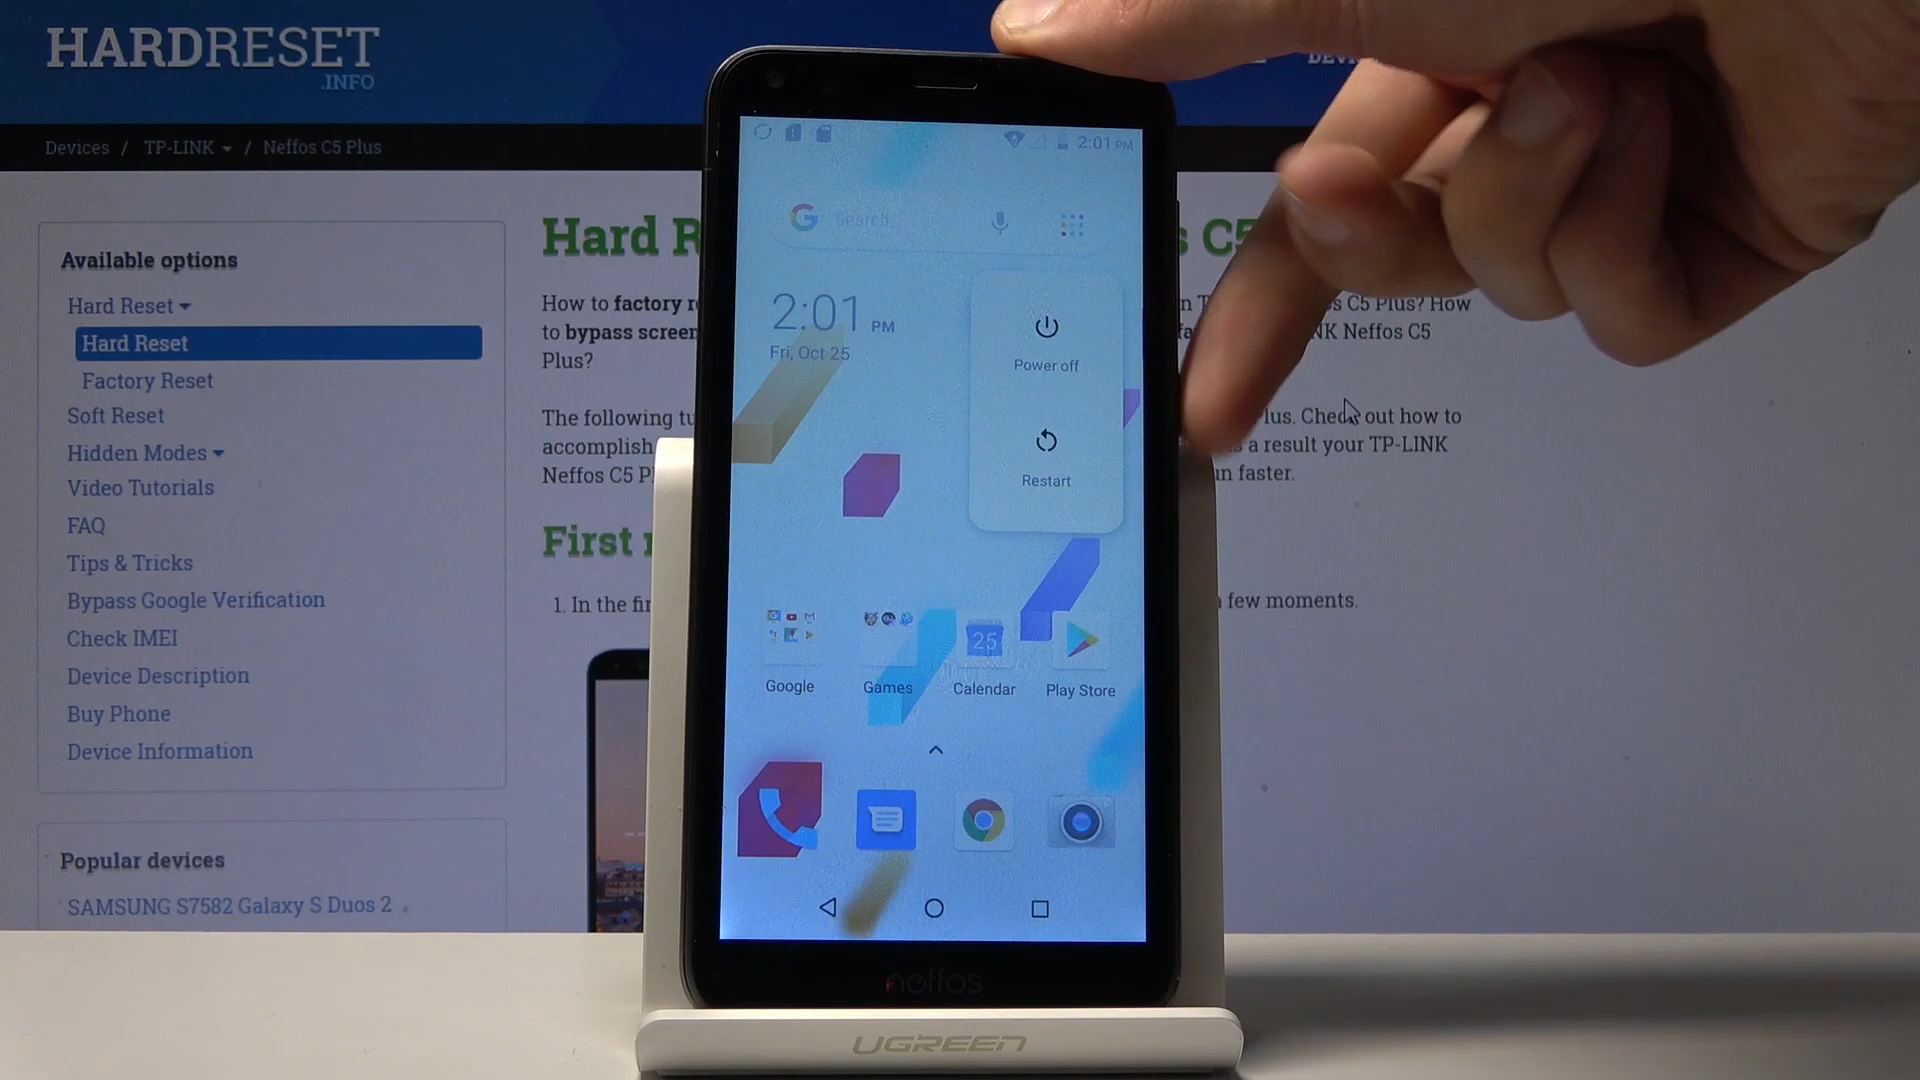 HARDRESET
.INFO
Devices / TP-LINK / Neffos C5 Plus
Available options
Hard Reset
Hard Reset
Factory Reset
Soft Reset
Hidden Modes
Video Tutorials
FAQ
Tips & Tricks
Bypass Google Verification
Check IMEI
Device Description
Buy Phone
Device Information
Popular devices
SAMSUNG S7582 Galaxy S Duos 2
Hard
C5
How to factory
C5 Plus? How
to bypass screen
Neffos C5
Plus?
The following
Check out how to
accomplish
a result your TP-LINK
Neffos C5
faster.
First
1. In the
few moments.
2:01 PM
Search
2:01 PM
Fri, Oct 25
Power off
Restart
Google
Games
25
Calendar
Play Store
neffos
UGREEN